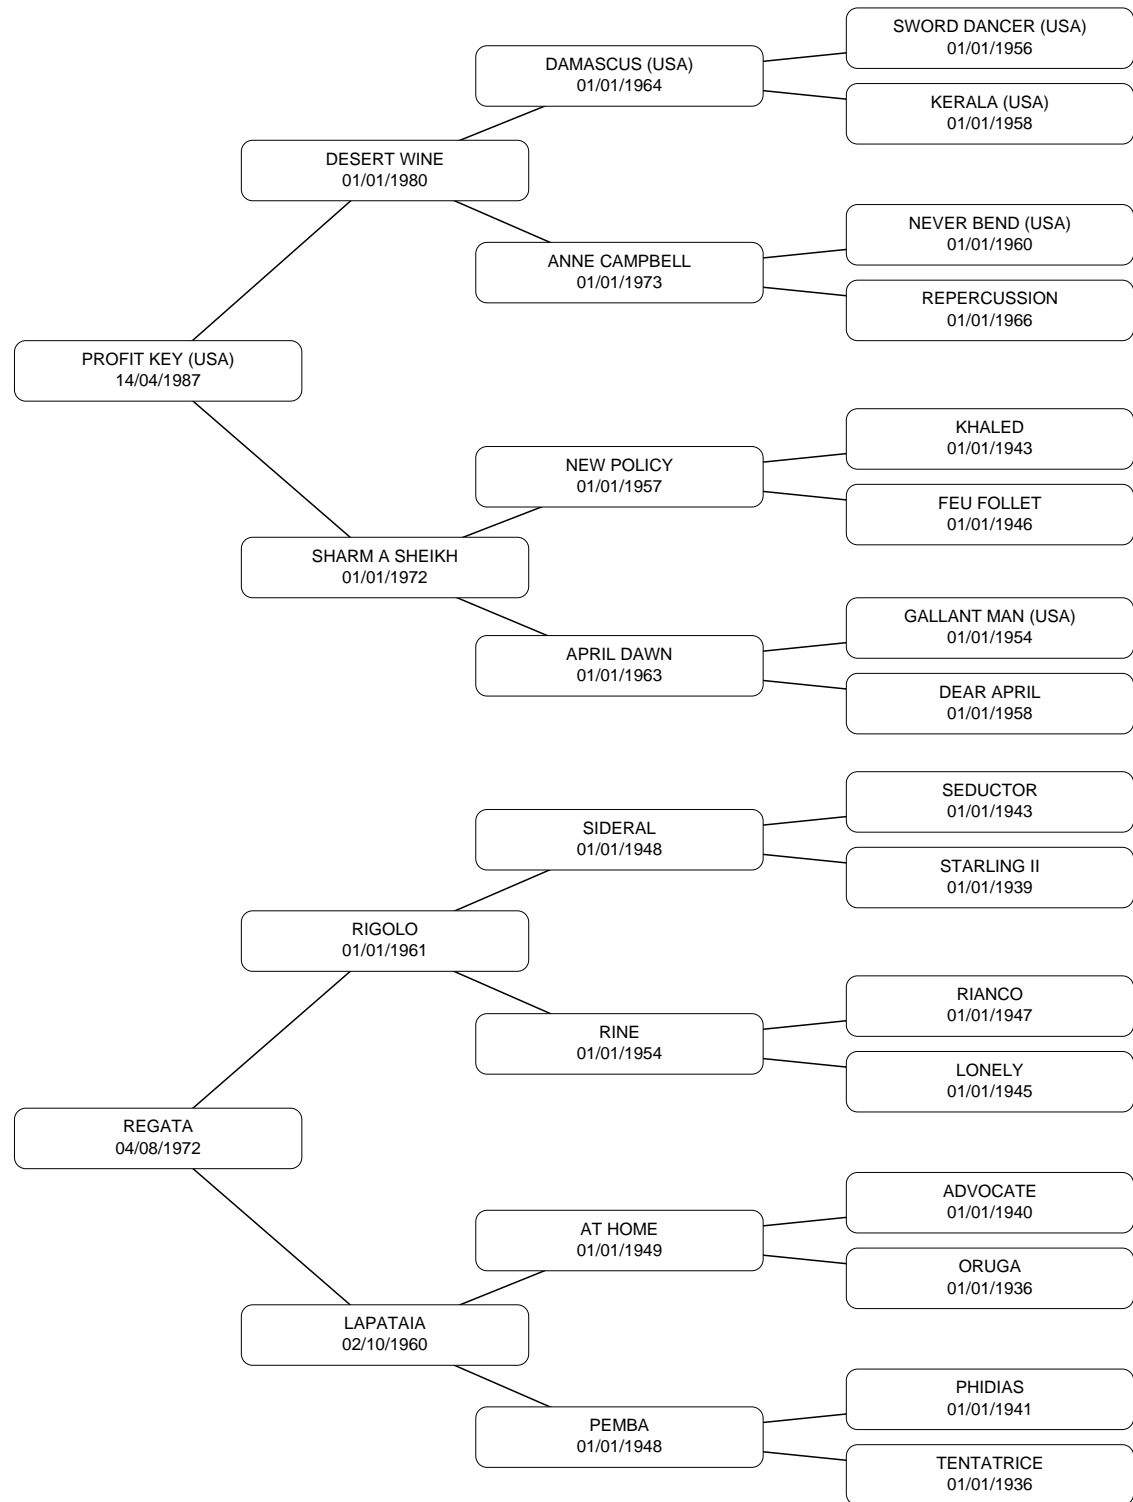 SWORD DANCER (USA)
01/01/1956
DAMASCUS (USA)
01/01/1964
KERALA (USA)
01/01/1958
DESERT WINE
01/01/1980
NEVER BEND (USA)
01/01/1960
ANNE CAMPBELL
01/01/1973
REPERCUSSION
01/01/1966
PROFIT KEY (USA)
14/04/1987
KHALED
01/01/1943
NEW POLICY
01/01/1957
FEU FOLLET
01/01/1946
SHARM A SHEIKH
01/01/1972
GALLANT MAN (USA)
01/01/1954
APRIL DAWN
01/01/1963
DEAR APRIL
01/01/1958
SEDUCTOR
01/01/1943
SIDERAL
01/01/1948
STARLING II
01/01/1939
RIGOLO
01/01/1961
RIANCO
01/01/1947
RINE
01/01/1954
LONELY
01/01/1945
REGATA
04/08/1972
ADVOCATE
01/01/1940
AT HOME
01/01/1949
ORUGA
01/01/1936
LAPATAIA
02/10/1960
PHIDIAS
01/01/1941
PEMBA
01/01/1948
TENTATRICE
01/01/1936